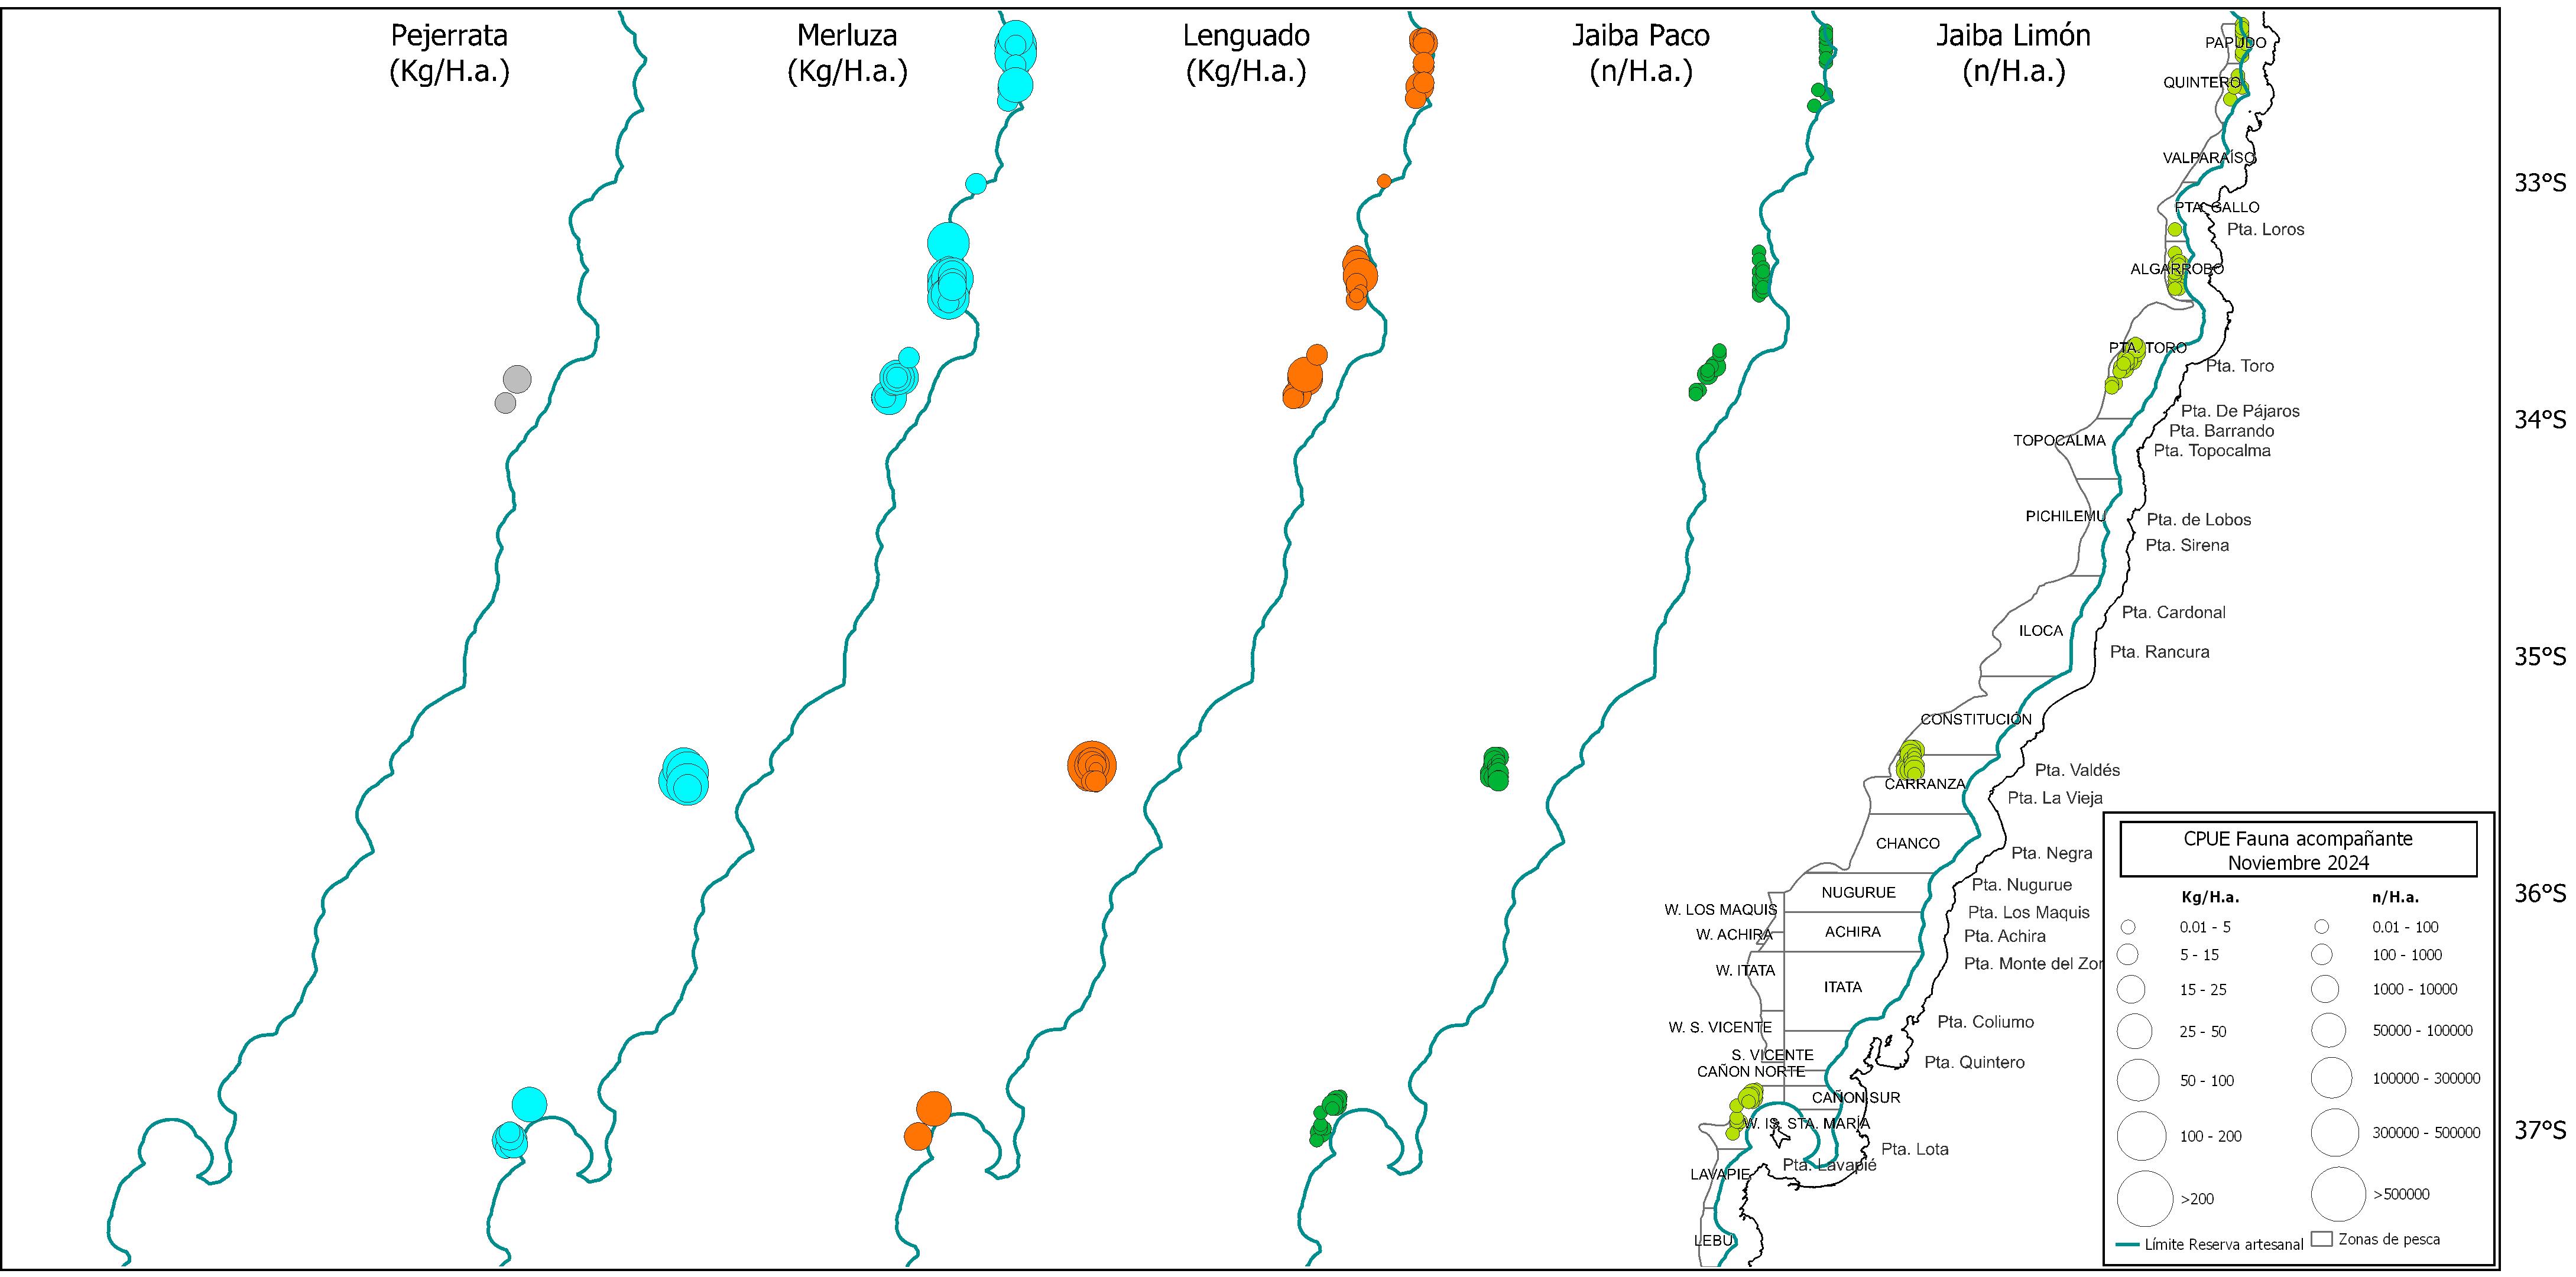 Pejerrata
(Kg/H.a.)
Merluza
(Kg/H.a.)
Lenguado
(Kg/H.a.)
Jaiba Paco
(n/H.a.)
Jaiba Limón
(n/H.a.)
PAPUDO
QUINTERO
VALPARAÍSO
33°S
PTA. GALLO
Pta. Loros
ALGARROBO
PTA. TORO
Pta. Toro
Pta. De Pájaros
34°S
Pta. Barrando
TOPOCALMA
Pta. Topocalma
PICHILEMU
Pta. de Lobos
Pta. Sirena
Pta. Cardonal
ILOCA
Pta. Rancura
35°S
CONSTITUCIÓN
Pta. Valdés
CARRANZA
Pta. La Vieja
CHANCO
Pta. Negra
Pta. Nugurue
NUGURUE
36°S
W. LOS MAQUIS
Pta. Los Maquis
W. ACHIRA
ACHIRA
Pta. Achira
Pta. Monte del Zor
W. ITATA
ITATA
W. S. VICENTE
Pta. Coliumo
S. VICENTE
Pta. Quintero
CAÑON NORTE
CAÑON SUR
W. IS. STA. MARÍA
37°S
Pta. Lota
Pta. Lavapié
LAVAPIE
LEBU
CPUE Fauna acompañante
Noviembre 2024
Kg/H.a.
0.01 - 5
5 - 15
15 - 25
25 - 50
50 - 100
100 - 200
>200
n/H.a.
0.01 - 100
100 - 1000
1000 - 10000
50000 - 100000
100000 - 300000
300000 - 500000
>500000
Límite Reserva artesanal
Zonas de pesca